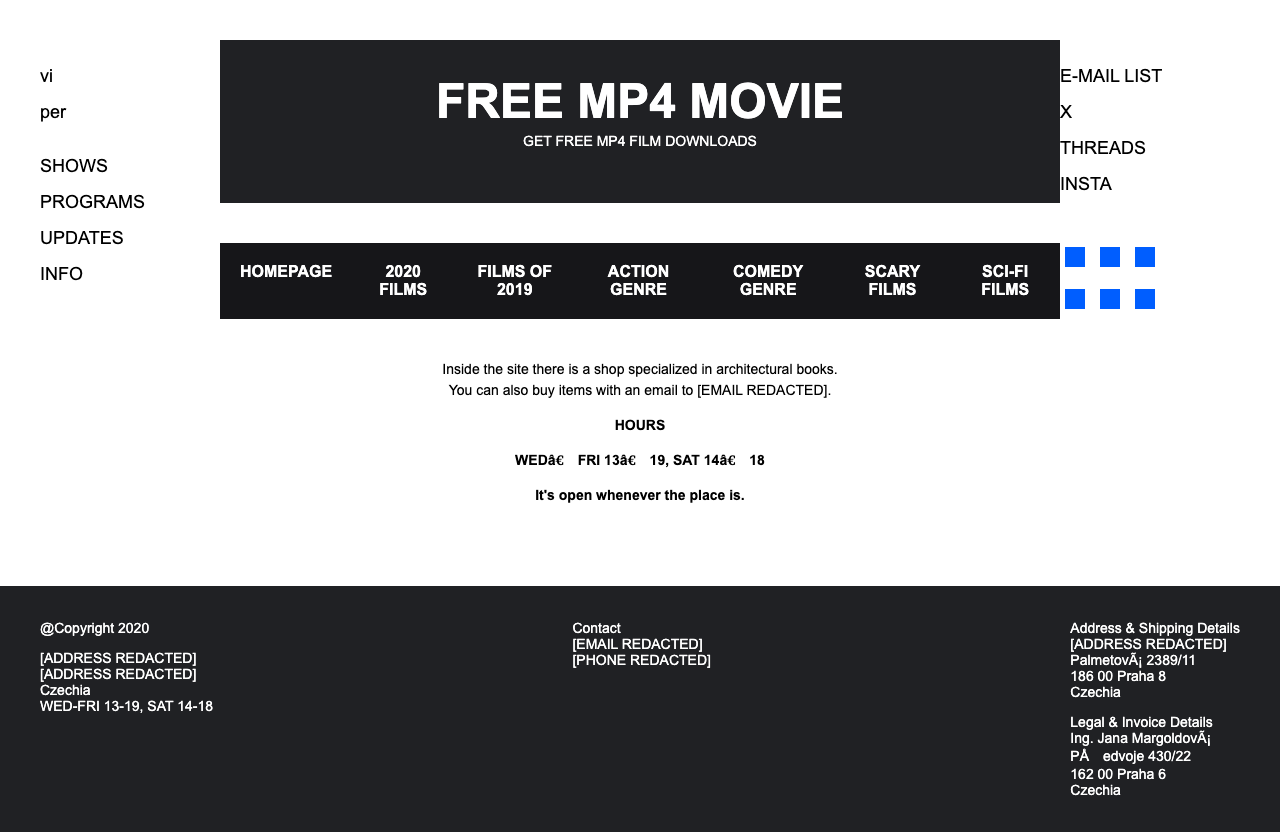 vi
per
SHOWS
PROGRAMS
UPDATES
INFO
FREE MP4 MOVIE
GET FREE MP4 FILM DOWNLOADS
E-MAIL LIST
X
THREADS
INSTA
HOMEPAGE
2020
FILMS
FILMS OF
2019
ACTION
GENRE
COMEDY
GENRE
SCARY
FILMS
SCI-FI
FILMS
Inside the site there is a shop specialized in architectural books.
You can also buy items with an email to [EMAIL REDACTED].
HOURS
WEDâ€ FRI 13â€ 19, SAT 14â€ 18
It's open whenever the place is.
@Copyright 2020
[ADDRESS REDACTED]
[ADDRESS REDACTED]
Czechia
WED-FRI 13-19, SAT 14-18
Contact
[EMAIL REDACTED]
[PHONE REDACTED]
Address & Shipping Details
[ADDRESS REDACTED]
PalmetovÃ¡ 2389/11
186 00 Praha 8
Czechia
Legal & Invoice Details
Ing. Jana MargoldovÃ¡
PÅ edvoje 430/22
162 00 Praha 6
Czechia